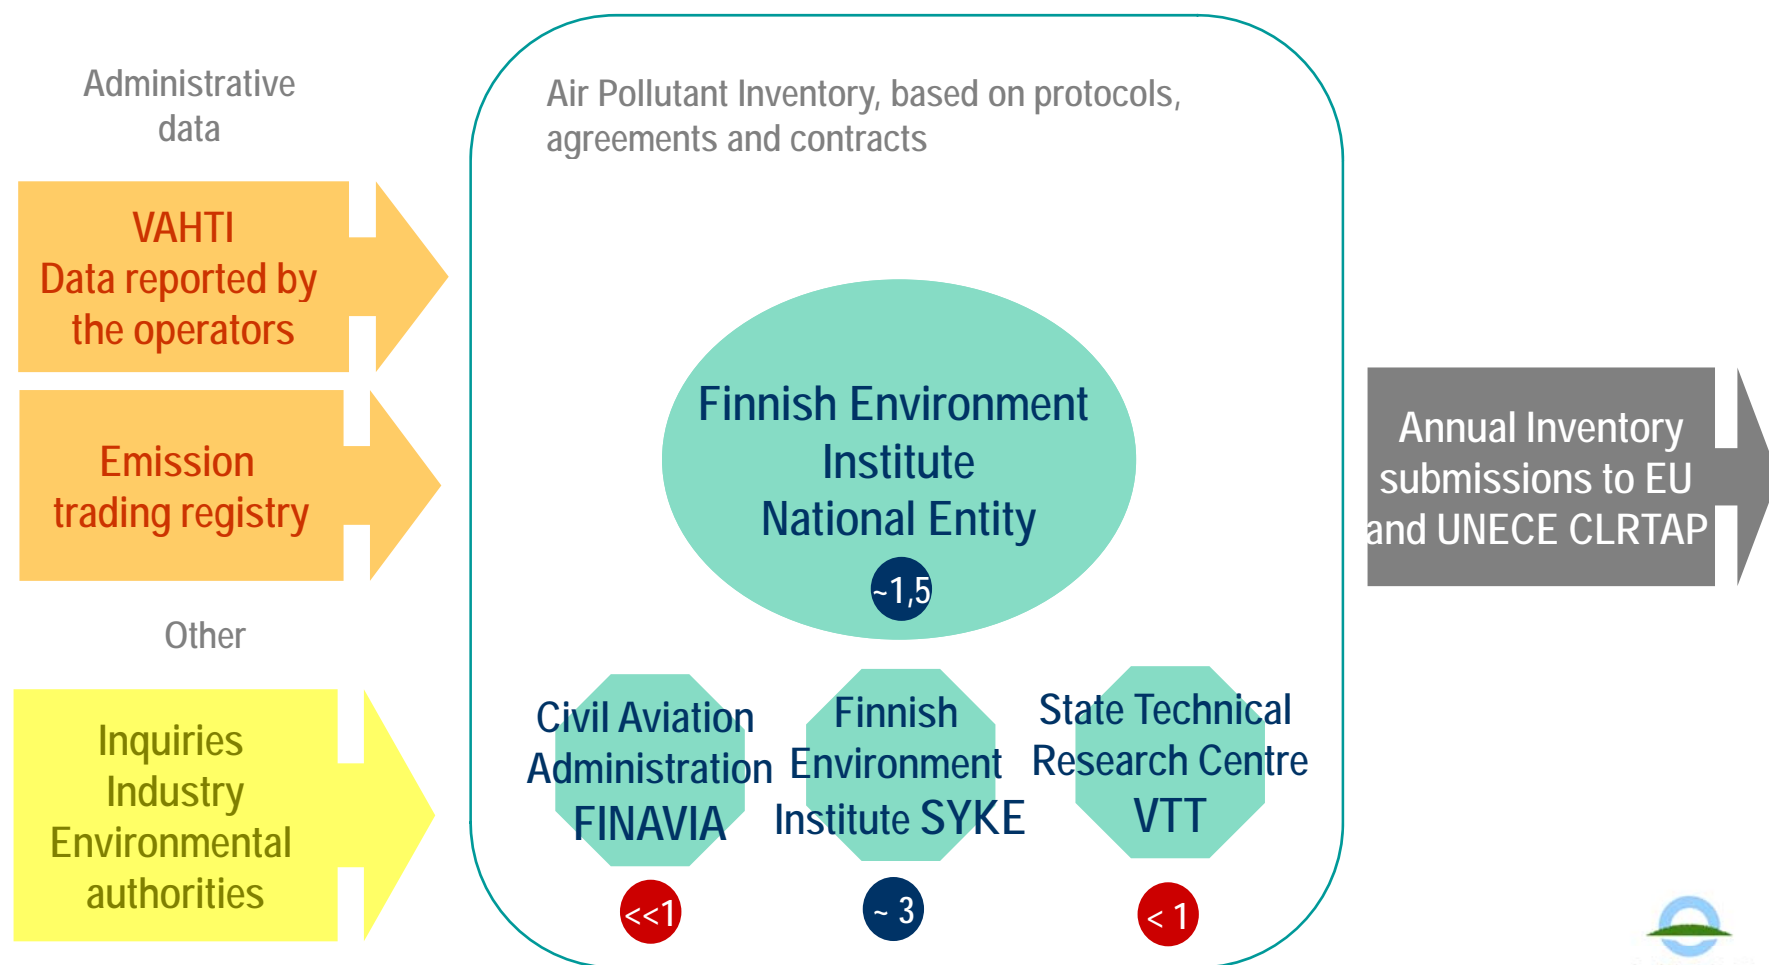 Administrative
data
VAHTI
Data reported by
the operators
Emission
trading registry
Other
Inquiries
Industry
Environmental
authorities
Air Pollutant Inventory, based on protocols,
agreements and contracts
Finnish Environment
Institute
National Entity
~1,5
Civil Aviation
Administration
FINAVIA
<<1
Finnish
Environment
Institute SYKE
~ 3
State Technical
Research Centre
VTT
< 1
Annual Inventory
submissions to EU
and UNECE CLRTAP